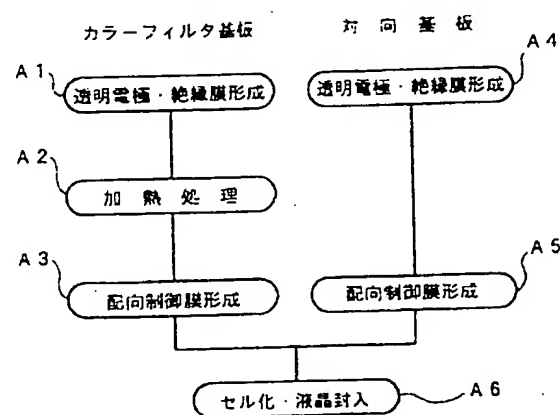 カラーフィルタ基板
対向基板
A1
透明電極・絶縁膜形成
A4
透明電極・絶縁膜形成
A2
加熱処理
A3
配向制御膜形成
A5
配向制御膜形成
A6
セル化・液晶封入